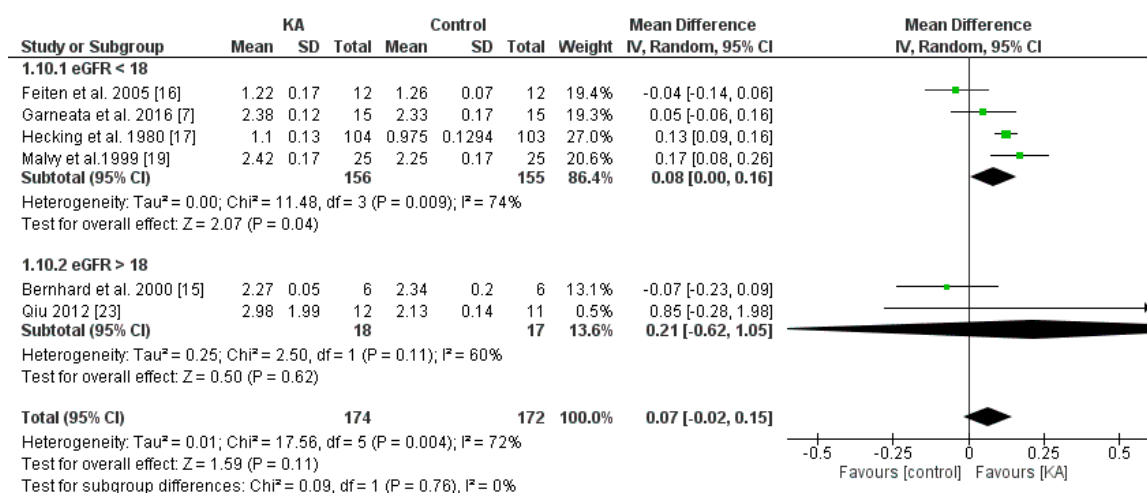 KA Control Mean Difference Mean Difference
Study or Subgroup Mean SD Total Mean SD Total Weight IV, Random, 95% CI IV, Random, 95% CI
1.10.1 eGFR < 18
Feiten et al. 2005 [16] 1.22 0.17 12 1.26 0.07 12 19.4% -0.04 [-0.14, 0.06]
Garneata et al. 2016 [7] 2.38 0.12 15 2.33 0.17 15 19.3% 0.05 [-0.06, 0.16]
Hecking et al. 1980 [17] 1.1 0.13 104 0.975 0.1294 103 27.0% 0.13 [0.09, 0.16]
Malvy et al.1999 [19] 2.42 0.17 25 2.25 0.17 25 20.6% 0.17 [0.08, 0.26]
Subtotal (95% CI) 156 155 86.4% 0.08 [0.00, 0.16]
Heterogeneity: Tau² = 0.00; Chi² = 11.48, df = 3 (P = 0.009); I² = 74%
Test for overall effect: Z = 2.07 (P = 0.04)
1.10.2 eGFR > 18
Bernhard et al. 2000 [15] 2.27 0.05 6 2.34 0.2 6 13.1% -0.07 [-0.23, 0.09]
Qiu 2012 [23] 2.98 1.99 12 2.13 0.14 11 0.5% 0.85 [-0.28, 1.98]
Subtotal (95% CI) 18 17 13.6% 0.21 [-0.62, 1.05]
Heterogeneity: Tau² = 0.25; Chi² = 2.50, df = 1 (P = 0.11); I² = 60%
Test for overall effect: Z = 0.50 (P = 0.62)
Total (95% CI) 174 172 100.0% 0.07 [-0.02, 0.15]
Heterogeneity: Tau² = 0.01; Chi² = 17.56, df = 5 (P = 0.004); I² = 72%
Test for overall effect: Z = 1.59 (P = 0.11)
Test for subgroup differences: Chi² = 0.09, df = 1 (P = 0.76), I² = 0%
-0.5 -0.25 0 0.25 0.5
Favours [control] Favours [KA]